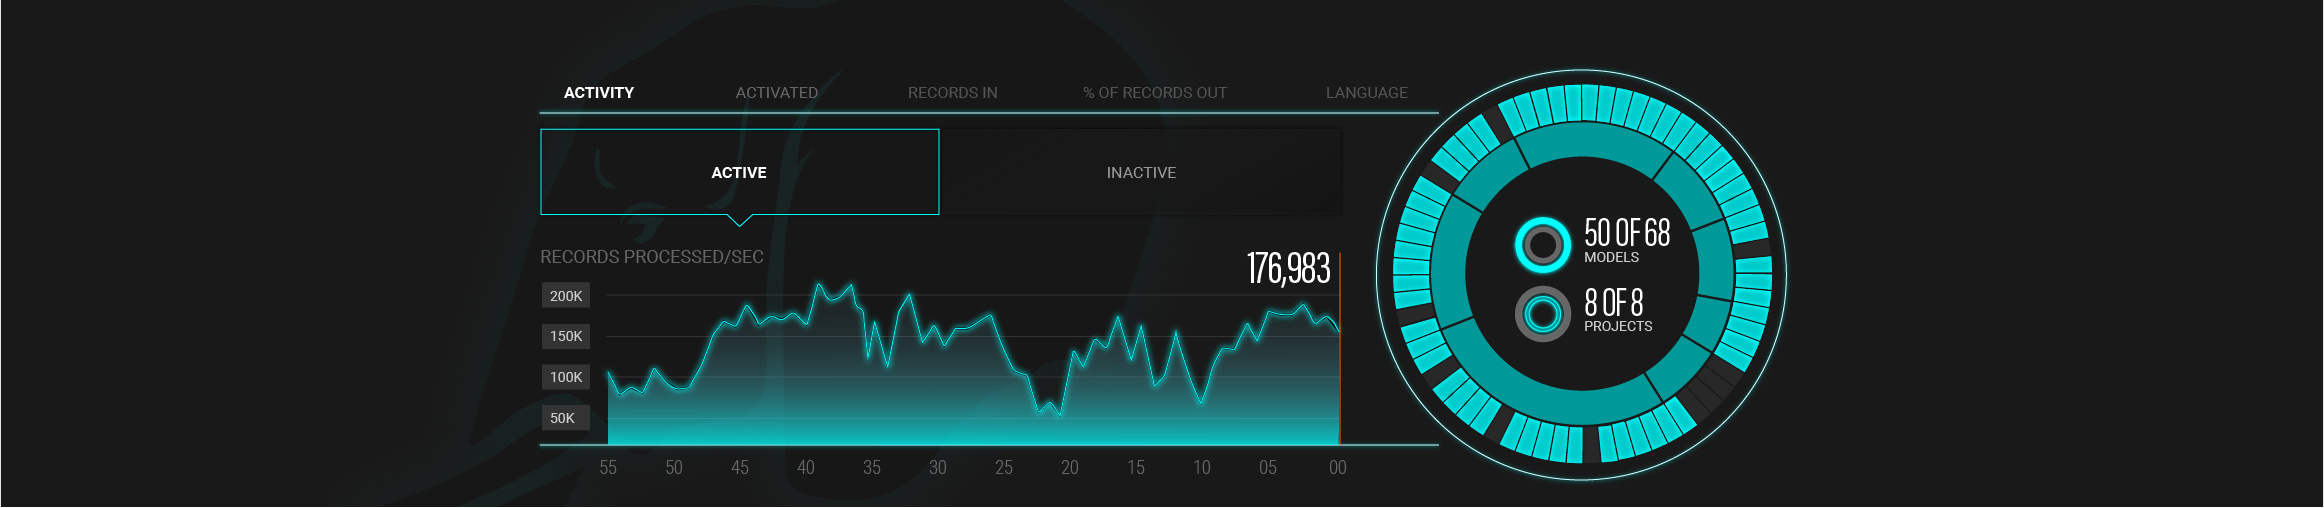 ACTIVITY ACTIVATED RECORDS IN % OF RECORDS OUT LANGUAGE
ACTIVE INACTIVE
RECORDS PROCESSED/SEC 176,983
200K
150K
100K
50K
55 50 45 40 35 30 25 20 15 10 05 00
50 OF 68
MODELS
8 OF 8
PROJECTS